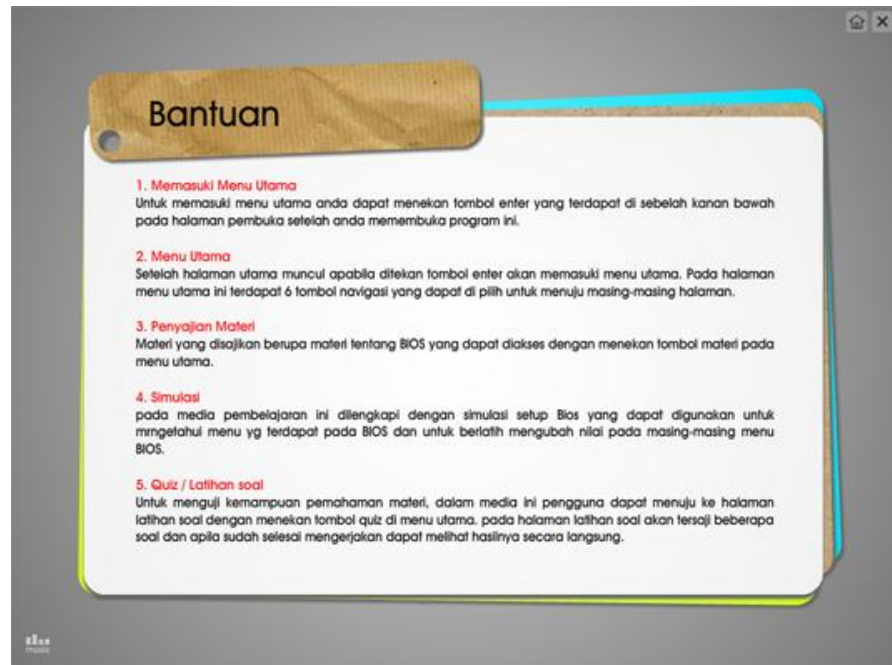 Bantuan
1. Memasuki Menu Utama
Untuk memasuki menu utama anda dapat menekan tombol enter yang terdapat di sebelah kanan bawah
pada halaman pembuka setelah anda memembuka program ini.
2. Menu Utama
Setelah halaman utama muncul apabila ditekan tombol enter akan memasuki menu utama. Pada halaman
menu utama ini terdapat 6 tombol navigasi yang dapat di pilih untuk menuju masing-masing halaman.
3. Penyajian Materi
Materi yang disajikan berupa materi tentang BIOS yang dapat diakses dengan menekan tombol materi pada
menu utama.
4. Simulasi
pada media pembelajaran ini dilengkapi dengan simulasi setup Bios yang dapat digunakan untuk
mrngetahui menu yg terdapat pada BIOS dan untuk berlatih mengubah nilai pada masing-masing menu
BIOS.
5. Quiz / Latihan soal
Untuk menguji kemampuan pemahaman materi, dalam media ini pengguna dapat menuju ke halaman
latihan soal dengan menekan tombol quiz di menu utama. pada halaman latihan soal akan tersaji beberapa
soal dan apila sudah selesai mengerjakan dapat melihat hasilnya secara langsung.
music